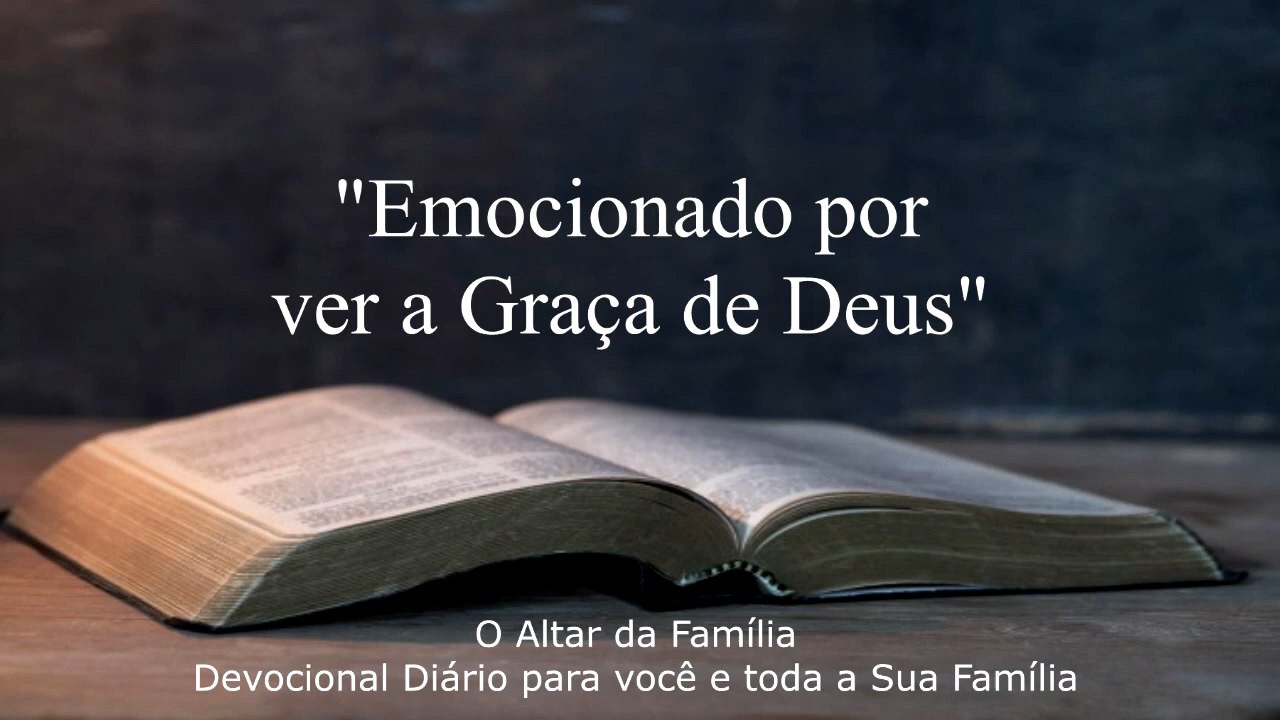 "Emocionado por
ver a Graça de Deus"
O Altar da Família
Devocional Diário para você e toda a Sua Família